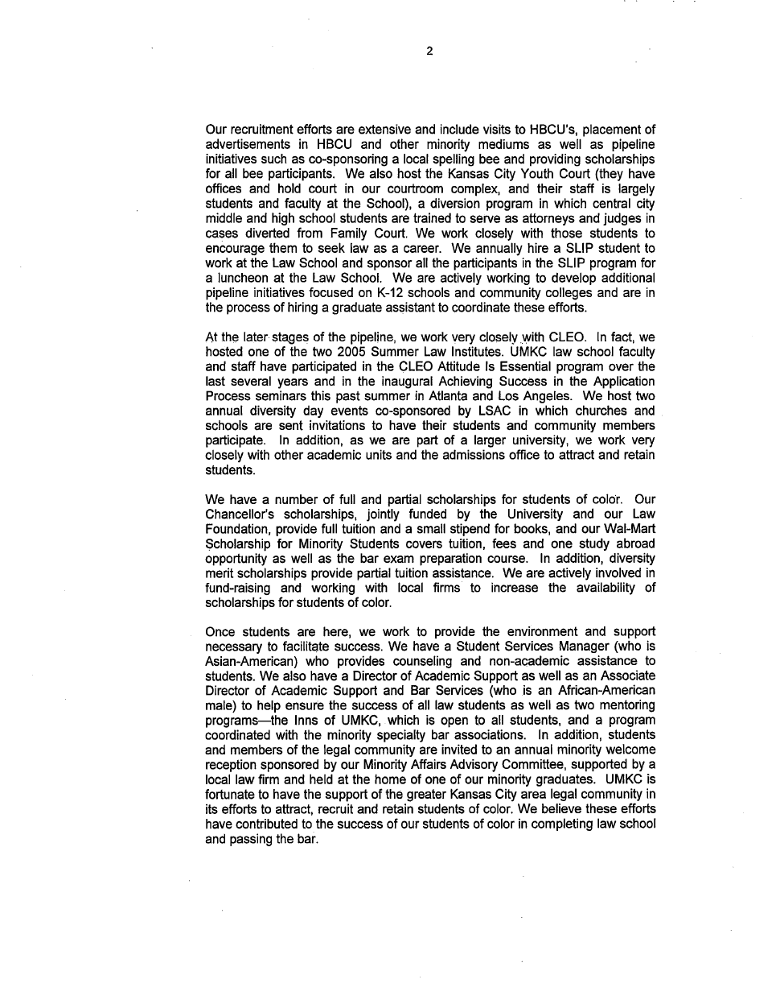 2
Our recruitment efforts are extensive and include visits to HBCU's, placement of
advertisements in HBCU and other minority mediums as well as pipeline
initiatives such as co-sponsoring a local spelling bee and providing scholarships
for all bee participants. We also host the Kansas City Youth Court (they have
offices and hold court in our courtroom complex, and their staff is largely
students and faculty at the School), a diversion program in which central city
middle and high school students are trained to serve as attorneys and judges in
cases diverted from Family Court. We work closely with those students to
encourage them to seek law as a career. We annually hire a SLIP student to
work at the Law School and sponsor all the participants in the SLIP program for
a luncheon at the Law School. We are actively working to develop additional
pipeline initiatives focused on K-12 schools and community colleges and are in
the process of hiring a graduate assistant to coordinate these efforts.
At the later stages of the pipeline, we work very closely with CLEO. In fact, we
hosted one of the two 2005 Summer Law Institutes. UMKC law school faculty
and staff have participated in the CLEO Attitude Is Essential program over the
last several years and in the inaugural Achieving Success in the Application
Process seminars this past summer in Atlanta and Los Angeles. We host two
annual diversity day events co-sponsored by LSAC in which churches and
schools are sent invitations to have their students and community members
participate. In addition, as we are part of a larger university, we work very
closely with other academic units and the admissions office to attract and retain
students.
We have a number of full and partial scholarships for students of color. Our
Chancellor's scholarships, jointly funded by the University and our Law
Foundation, provide full tuition and a small stipend for books, and our Wal-Mart
Scholarship for Minority Students covers tuition, fees and one study abroad
opportunity as well as the bar exam preparation course. In addition, diversity
merit scholarships provide partial tuition assistance. We are actively involved in
fund-raising and working with local firms to increase the availability of
scholarships for students of color.
Once students are here, we work to provide the environment and support
necessary to facilitate success. We have a Student Services Manager (who is
Asian-American) who provides counseling and non-academic assistance to
students. We also have a Director of Academic Support as well as an Associate
Director of Academic Support and Bar Services (who is an African-American
male) to help ensure the success of all law students as well as two mentoring
programs—the Inns of UMKC, which is open to all students, and a program
coordinated with the minority specialty bar associations. In addition, students
and members of the legal community are invited to an annual minority welcome
reception sponsored by our Minority Affairs Advisory Committee, supported by a
local law firm and held at the home of one of our minority graduates. UMKC is
fortunate to have the support of the greater Kansas City area legal community in
its efforts to attract, recruit and retain students of color. We believe these efforts
have contributed to the success of our students of color in completing law school
and passing the bar.